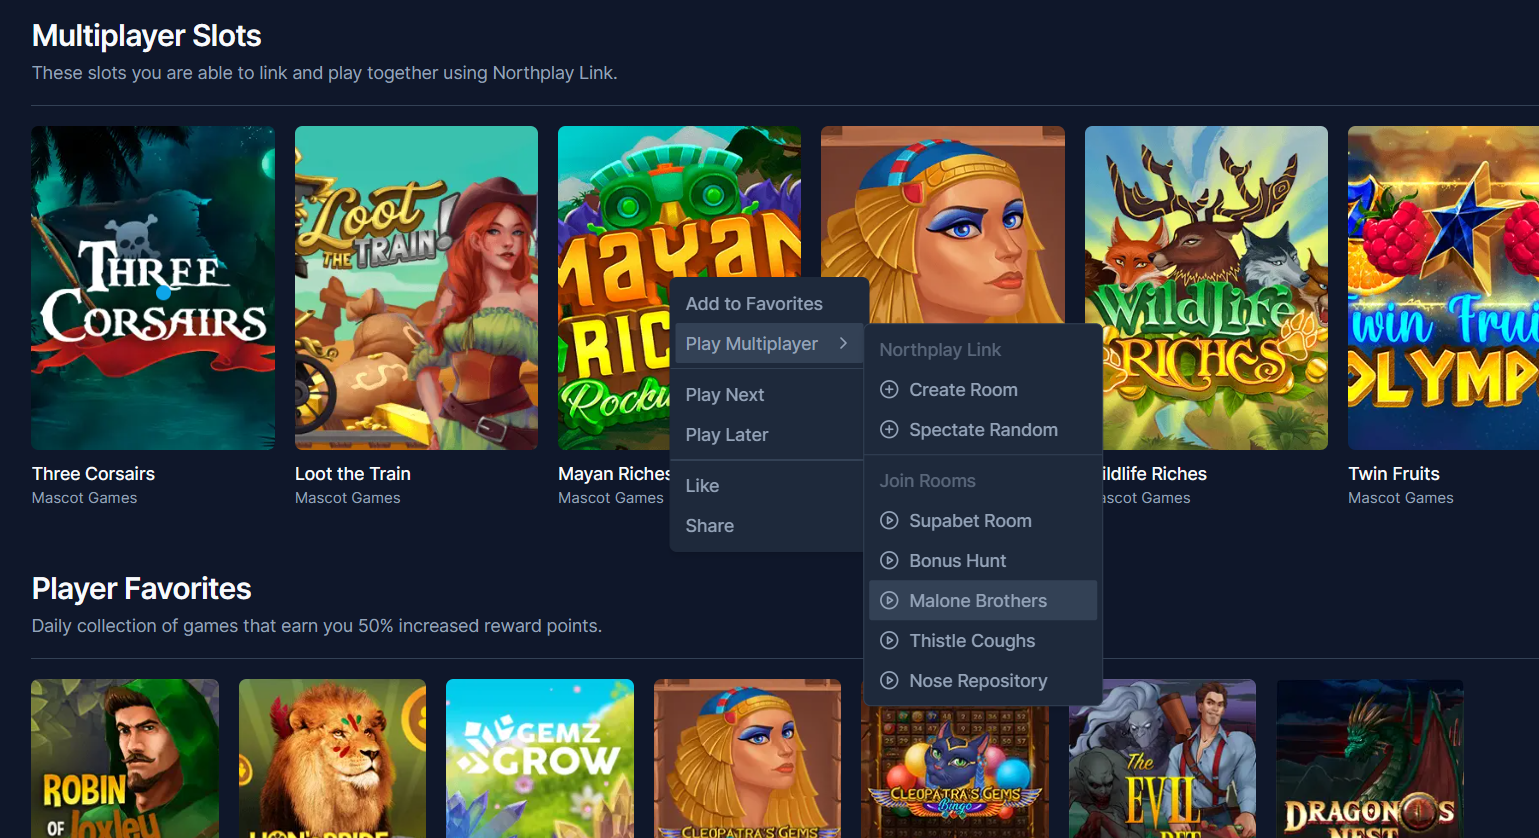 Multiplayer Slots
These slots you are able to link and play together using Northplay Link.
THREE
CORSAIRS
Loot
THE TRAIN!
MAYAN
RIC
Rocku
WildLife
RICHES
win Frui
OLYMP
Add to Favorites
Play Multiplayer
Play Next
Play Later
Like
Share
Northplay Link
Create Room
Spectate Random
Join Rooms
Supabet Room
Bonus Hunt
Malone Brothers
Thistle Coughs
Nose Repository
Three Corsairs
Mascot Games
Loot the Train
Mascot Games
Mayan Riches
Mascot Games
ildlife Riches
ascot Games
Twin Fruits
Mascot Games
Player Favorites
Daily collection of games that earn you 50% increased reward points.
ROBIN
OF loxley
LION'S PRIDE
GEMZ
GROW
CLEOPATRA'S GEMS
CLEOPATRA'S GEMS
Bingo
The
EVIL
BET
DRAGON'S
NEST